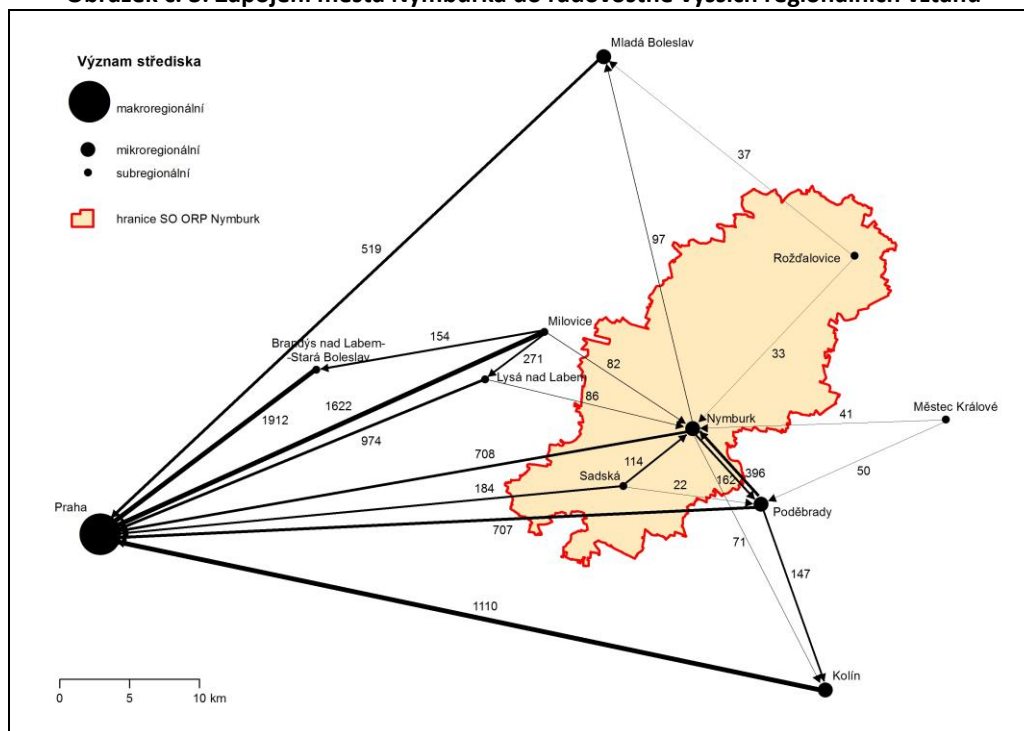 Mladá Boleslav
Význam střediska
makroregionální
mikroregionální
subregionální
hranice SO ORP Nymburk
37
519
97
Rožďalovice
Milovice
Brandýs nad Labem-
-Stará Boleslav
154
271
82
33
Lysá nad Labem
86
1912
1622
974
Nymburk
41
Městec Králové
708
114
162
396
Sadská
184
22
50
Praha
Poděbrady
707
71
147
1110
Kolín
0 5 10 km